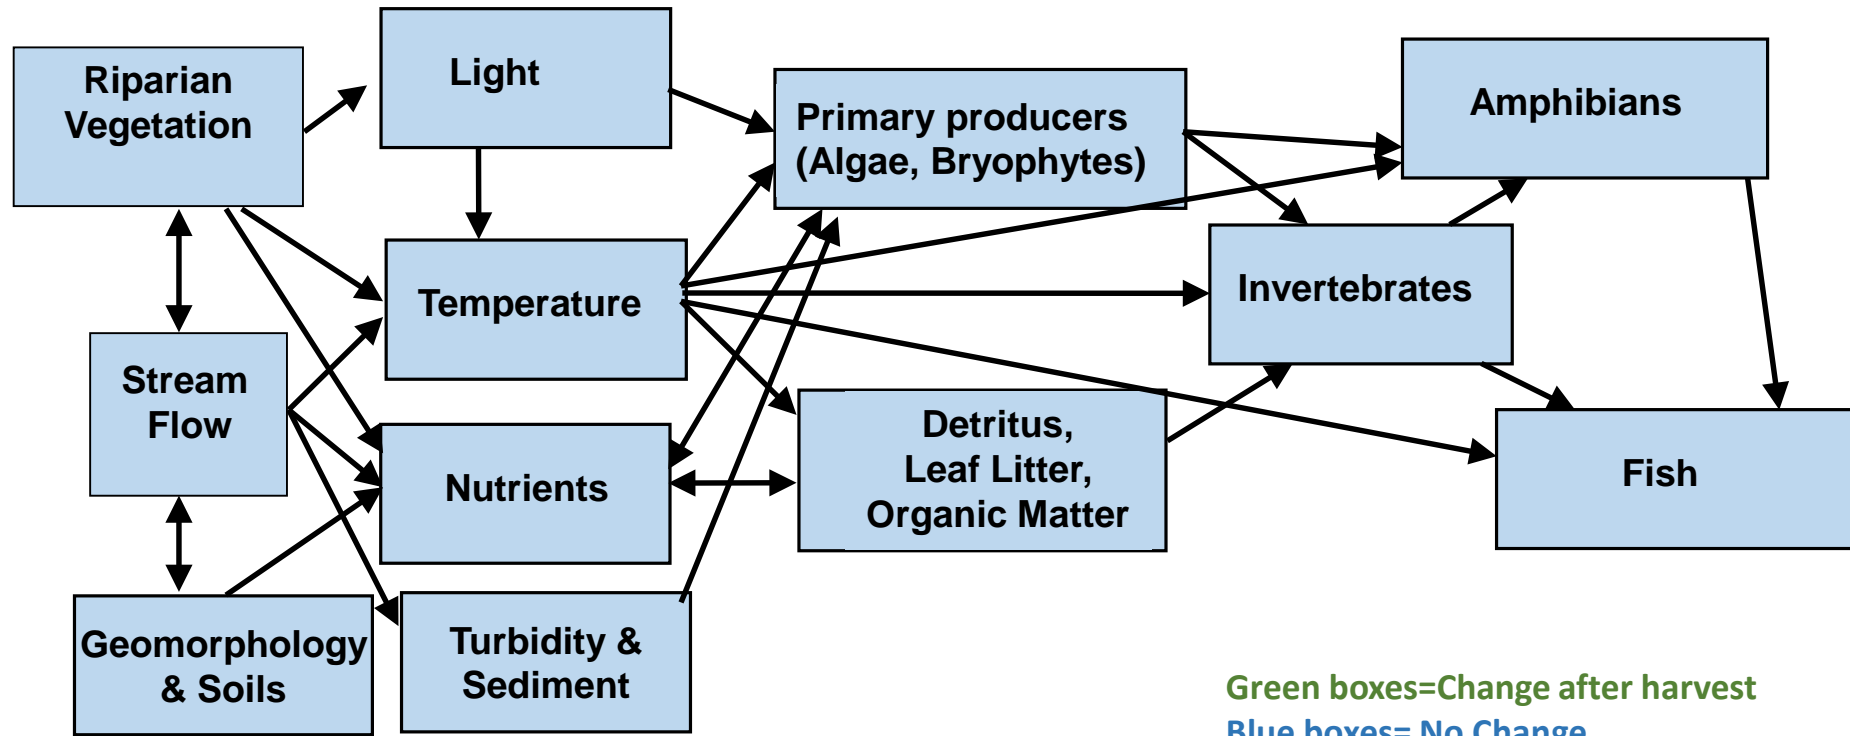 Riparian
Vegetation
Light
Primary producers
(Algae, Bryophytes)
Amphibians
Temperature
Invertebrates
Stream
Flow
Nutrients
Detritus,
Leaf Litter,
Organic Matter
Fish
Geomorphology
& Soils
Turbidity &
Sediment
Green boxes=Change after harvest
Blue boxes= No Change